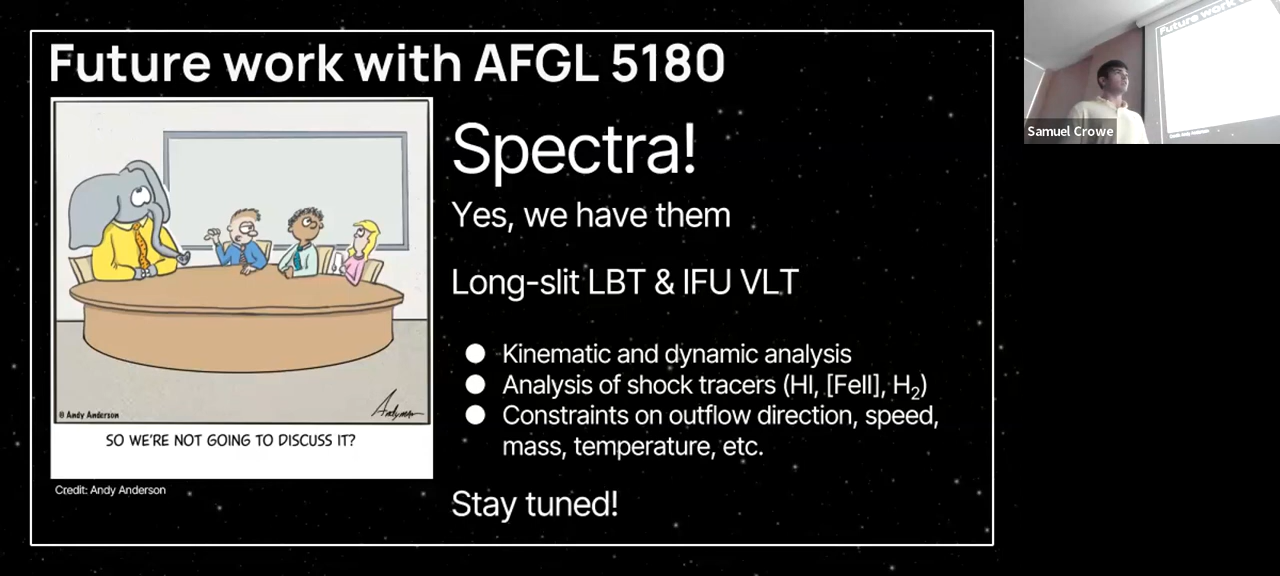 Future work with AFGL 5180
© Andy Anderson
SO WE'RE NOT GOING TO DISCUSS IT?
Credit: Andy Anderson
Spectra!
Yes, we have them
Long-slit LBT & IFU VLT
● Kinematic and dynamic analysis
● Analysis of shock tracers (HI, [FeII], H₂)
● Constraints on outflow direction, speed,
mass, temperature, etc.
Stay tuned!
Future work
Samuel Crowe